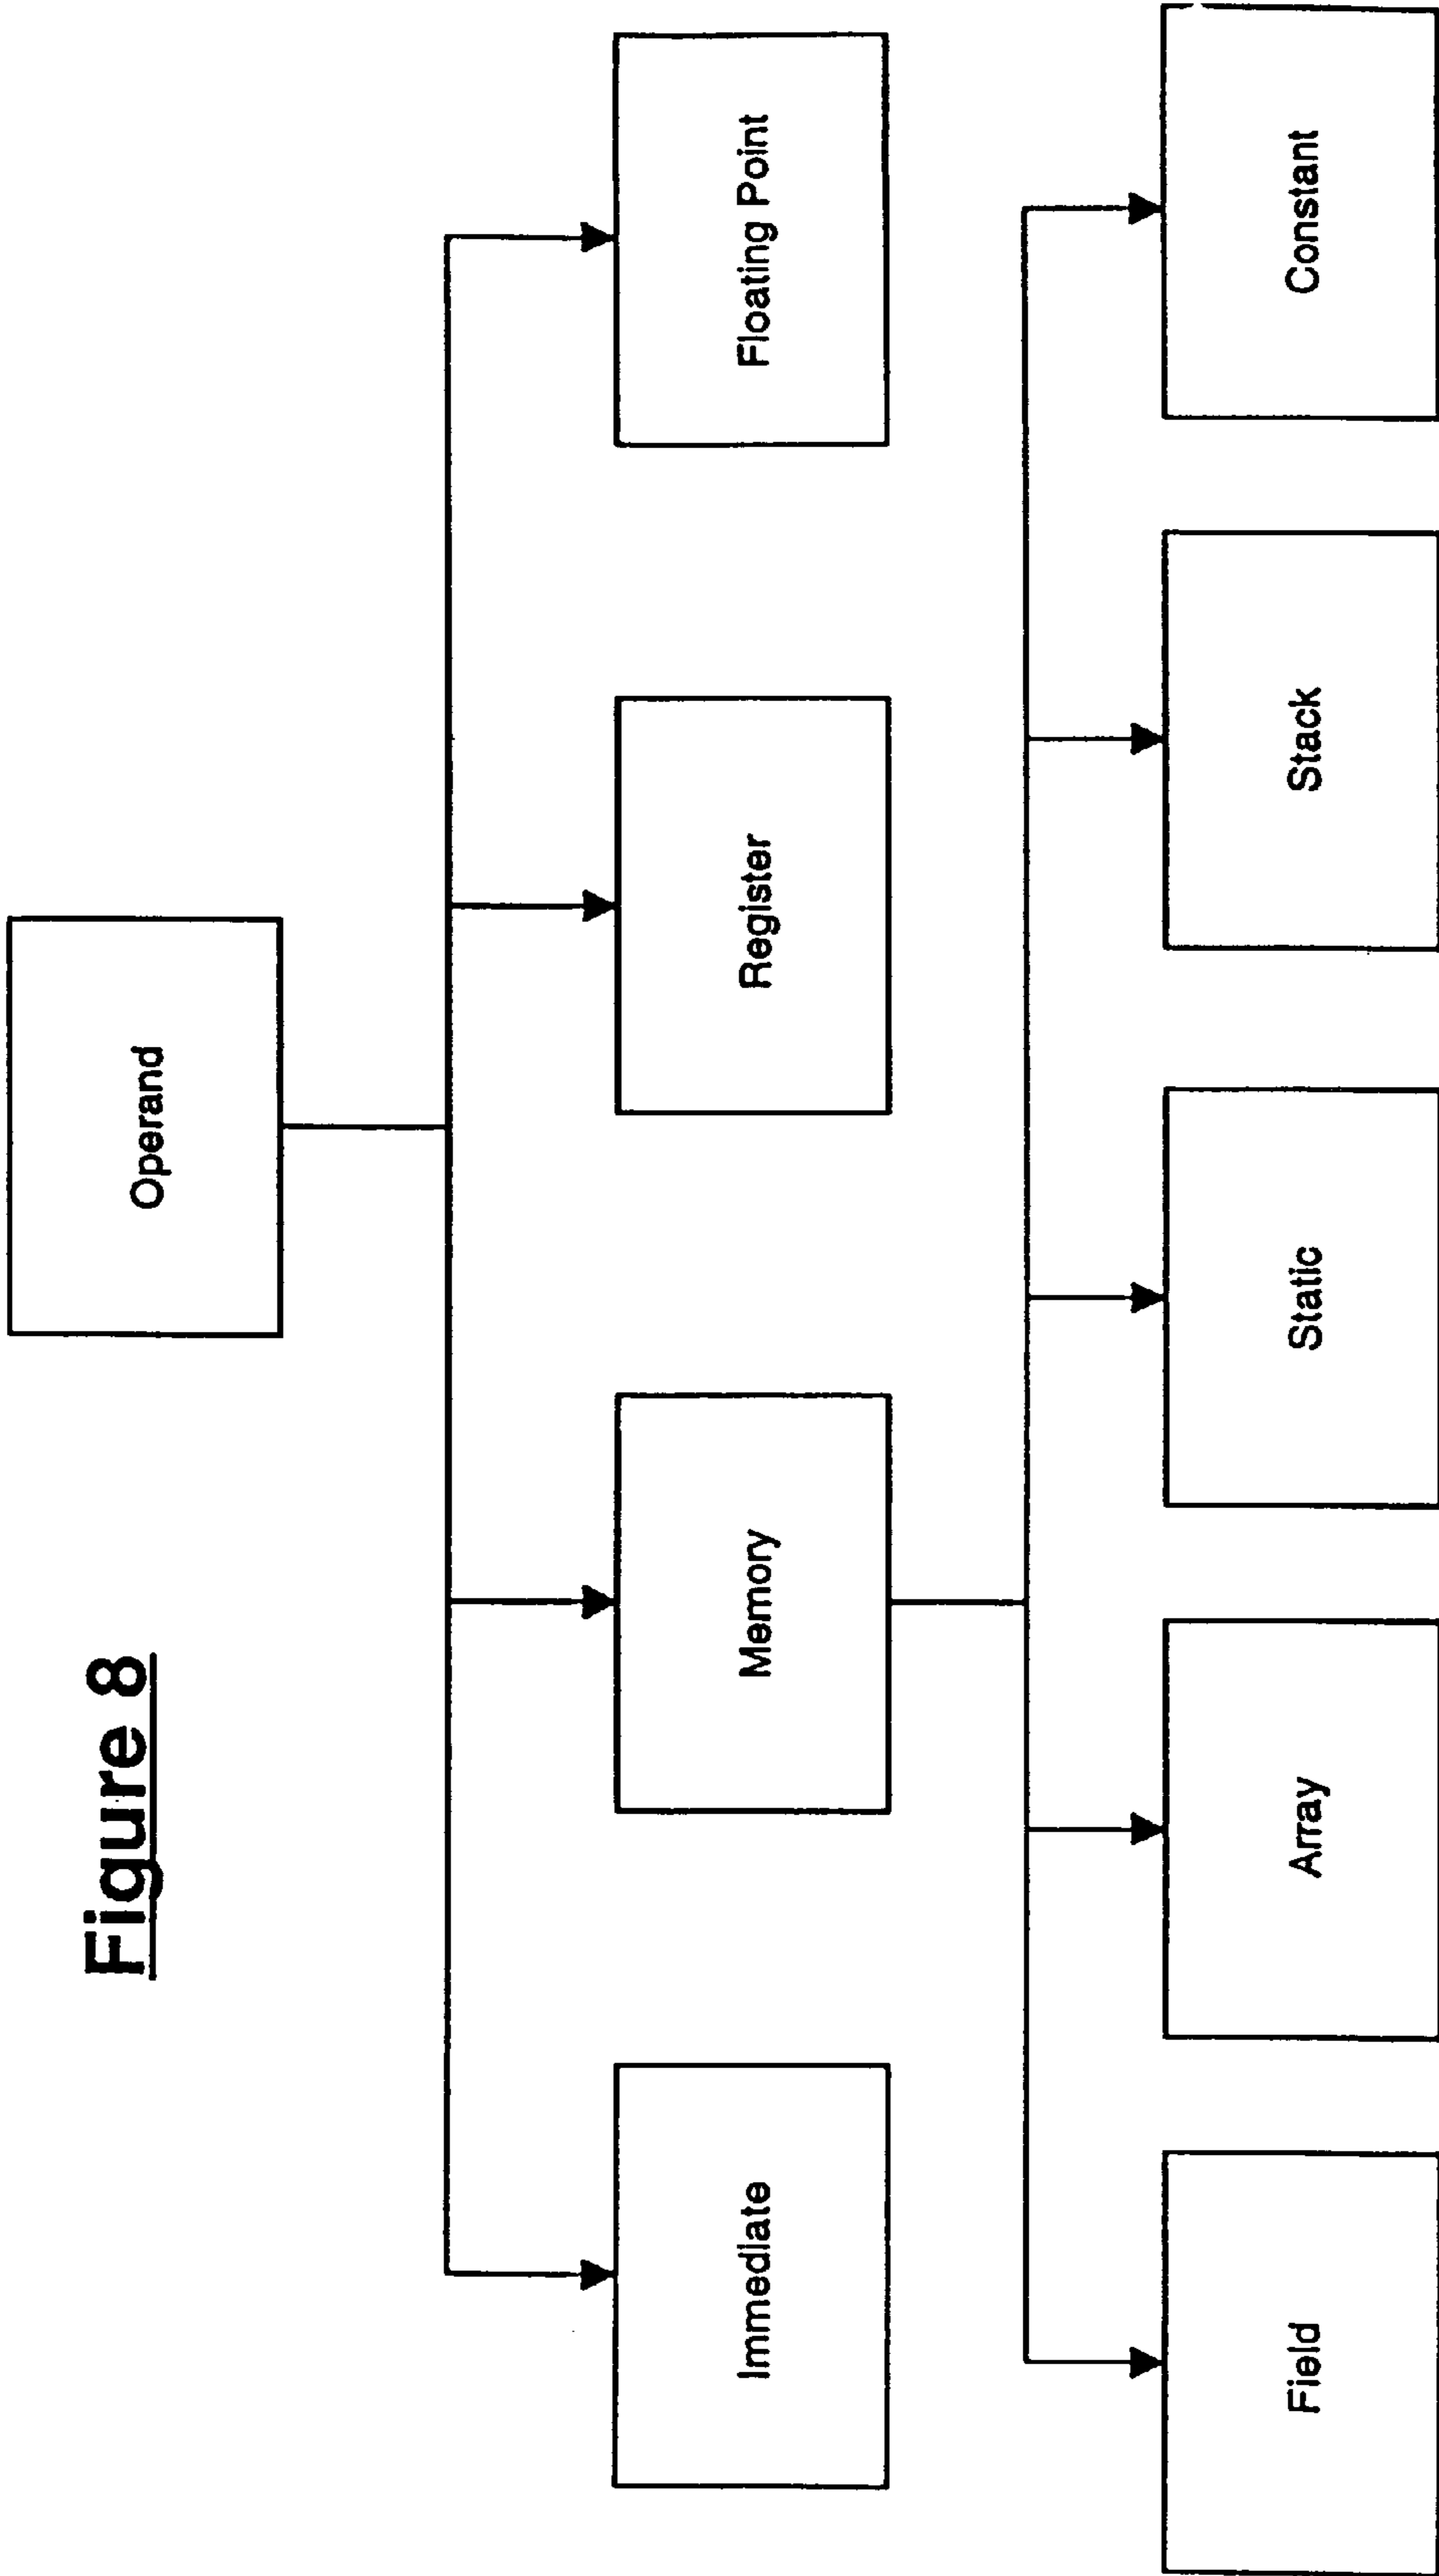 Figure 8
Operand
Immediate
Memory
Register
Floating Point
Field
Array
Static
Stack
Constant